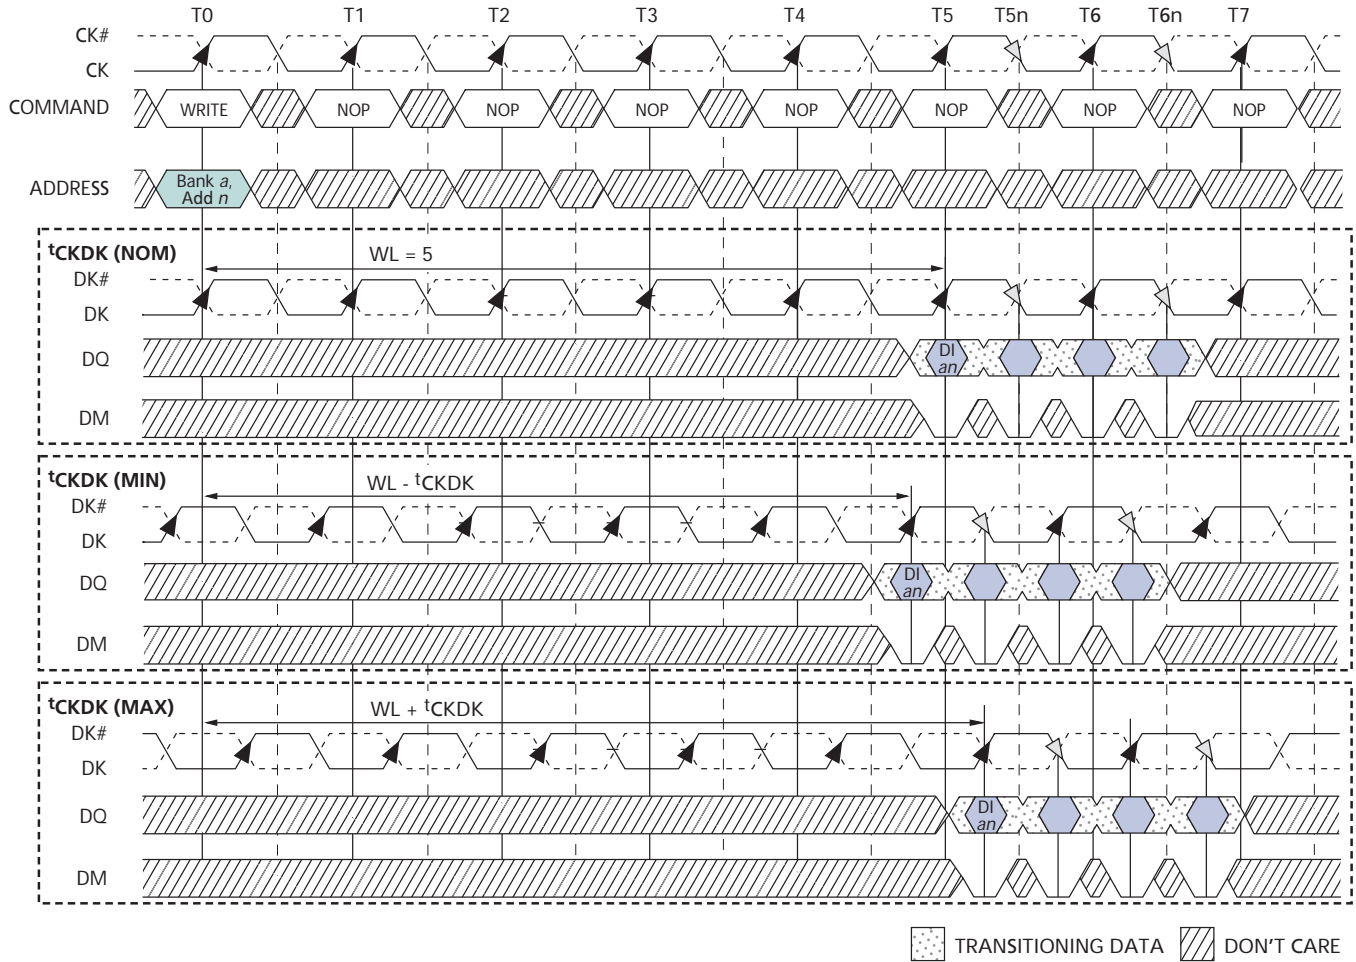 T0 T1 T2 T3 T4 T5 T5n T6 T6n T7
CK#
CK
COMMAND WRITE NOP NOP NOP NOP NOP NOP NOP
ADDRESS Bank a, Add n
tCKDK (NOM)
WL = 5
DK#
DK
DQ DI an
DM
tCKDK (MIN)
WL - tCKDK
DK#
DK
DQ DI an
DM
tCKDK (MAX)
WL + tCKDK
DK#
DK
DQ DI an
DM
TRANSITIONING DATA DON'T CARE